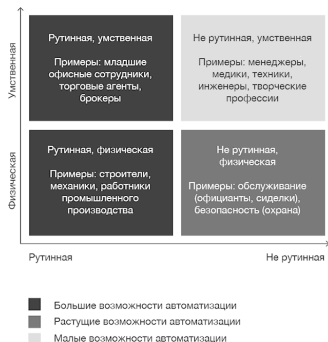 Умственная
Рутинная, умственная
Примеры: младшие
офисные сотрудники,
торговые агенты,
брокеры
Не рутинная, умственная
Примеры: менеджеры,
медики, техники,
инженеры, творческие
профессии
Физическая
Рутинная, физическая
Примеры: строители,
механики, работники
промышленного
производства
Не рутинная,
физическая
Примеры: обслуживание
(официанты, сиделки),
безопасность (охрана)
Рутинная
Не рутинная
Большие возможности автоматизации
Растущие возможности автоматизации
Малые возможности автоматизации